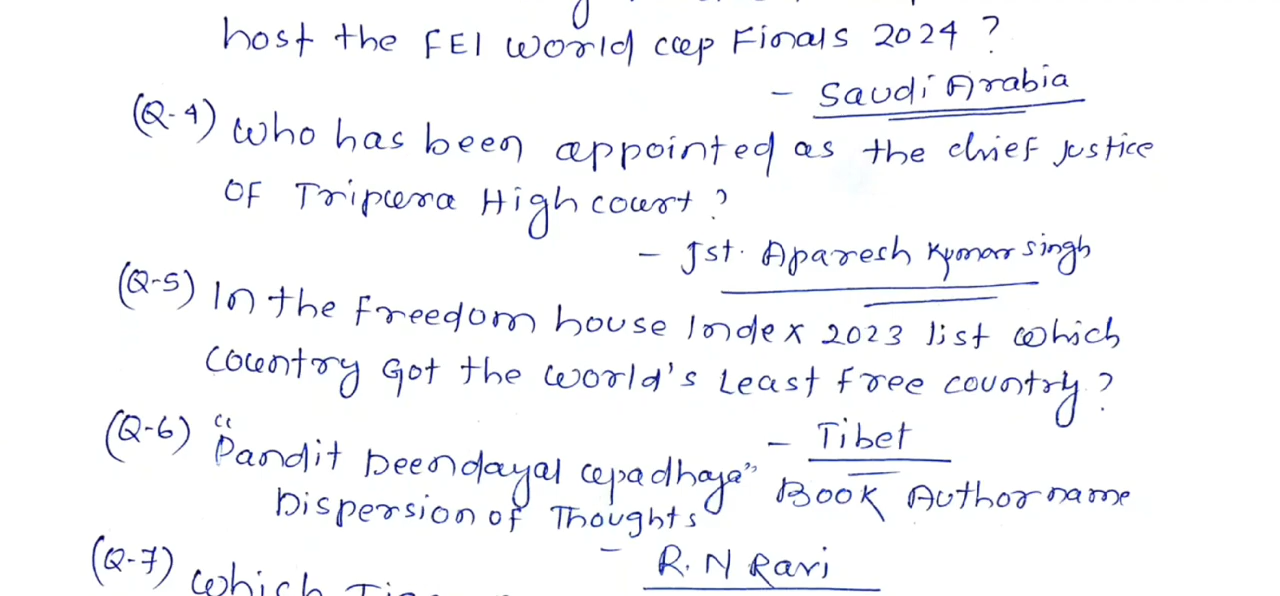 host the FEI world cup Finals 2024 ?
- Saudi Arabia
(Q-4) who has been appointed as the chief justice
OF Tripura High court ?
- Jst. Aparesh Kumar singh
(Q-5) In the freedom house Index 2023 list which
country Got the world's Least free country ?
- Tibet
(Q-6) "Pandit Deendayal upadhaya"
Dispersion of Thoughts Book Author name
- R. N Ravi
(Q-7) which